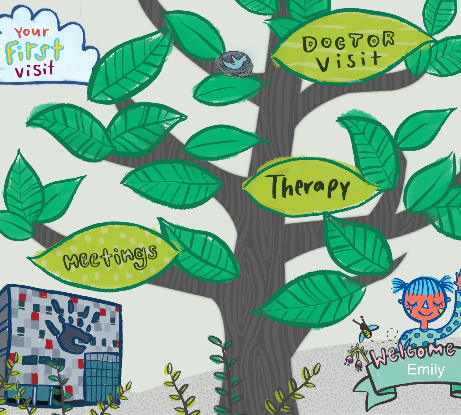 Your
First
Visit
DOCTOR
Visit
Therapy
Meetings
Welcome
Emily